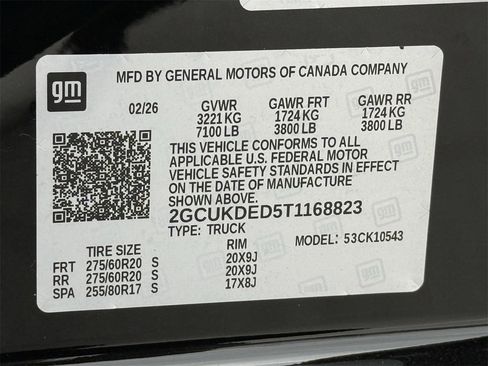 gm
MFD BY GENERAL MOTORS OF CANADA COMPANY
02/26 GVWR GAWR FRT GAWR RR
3221 KG 1724 KG 1724 KG
7100 LB 3800 LB 3800 LB
THIS VEHICLE CONFORMS TO ALL
APPLICABLE U.S. FEDERAL MOTOR
VEHICLE SAFETY STANDARDS IN EFFECT
ON THE DATE OF MANUFACTURE
SHOWN ABOVE.
2GCUKDED5T1168823
TYPE: TRUCK MODEL: 53CK10543
TIRE SIZE RIM
FRT 275/60R20 S 20X9J
RR 275/60R20 S 20X9J
SPA 255/80R17 S 17X8J